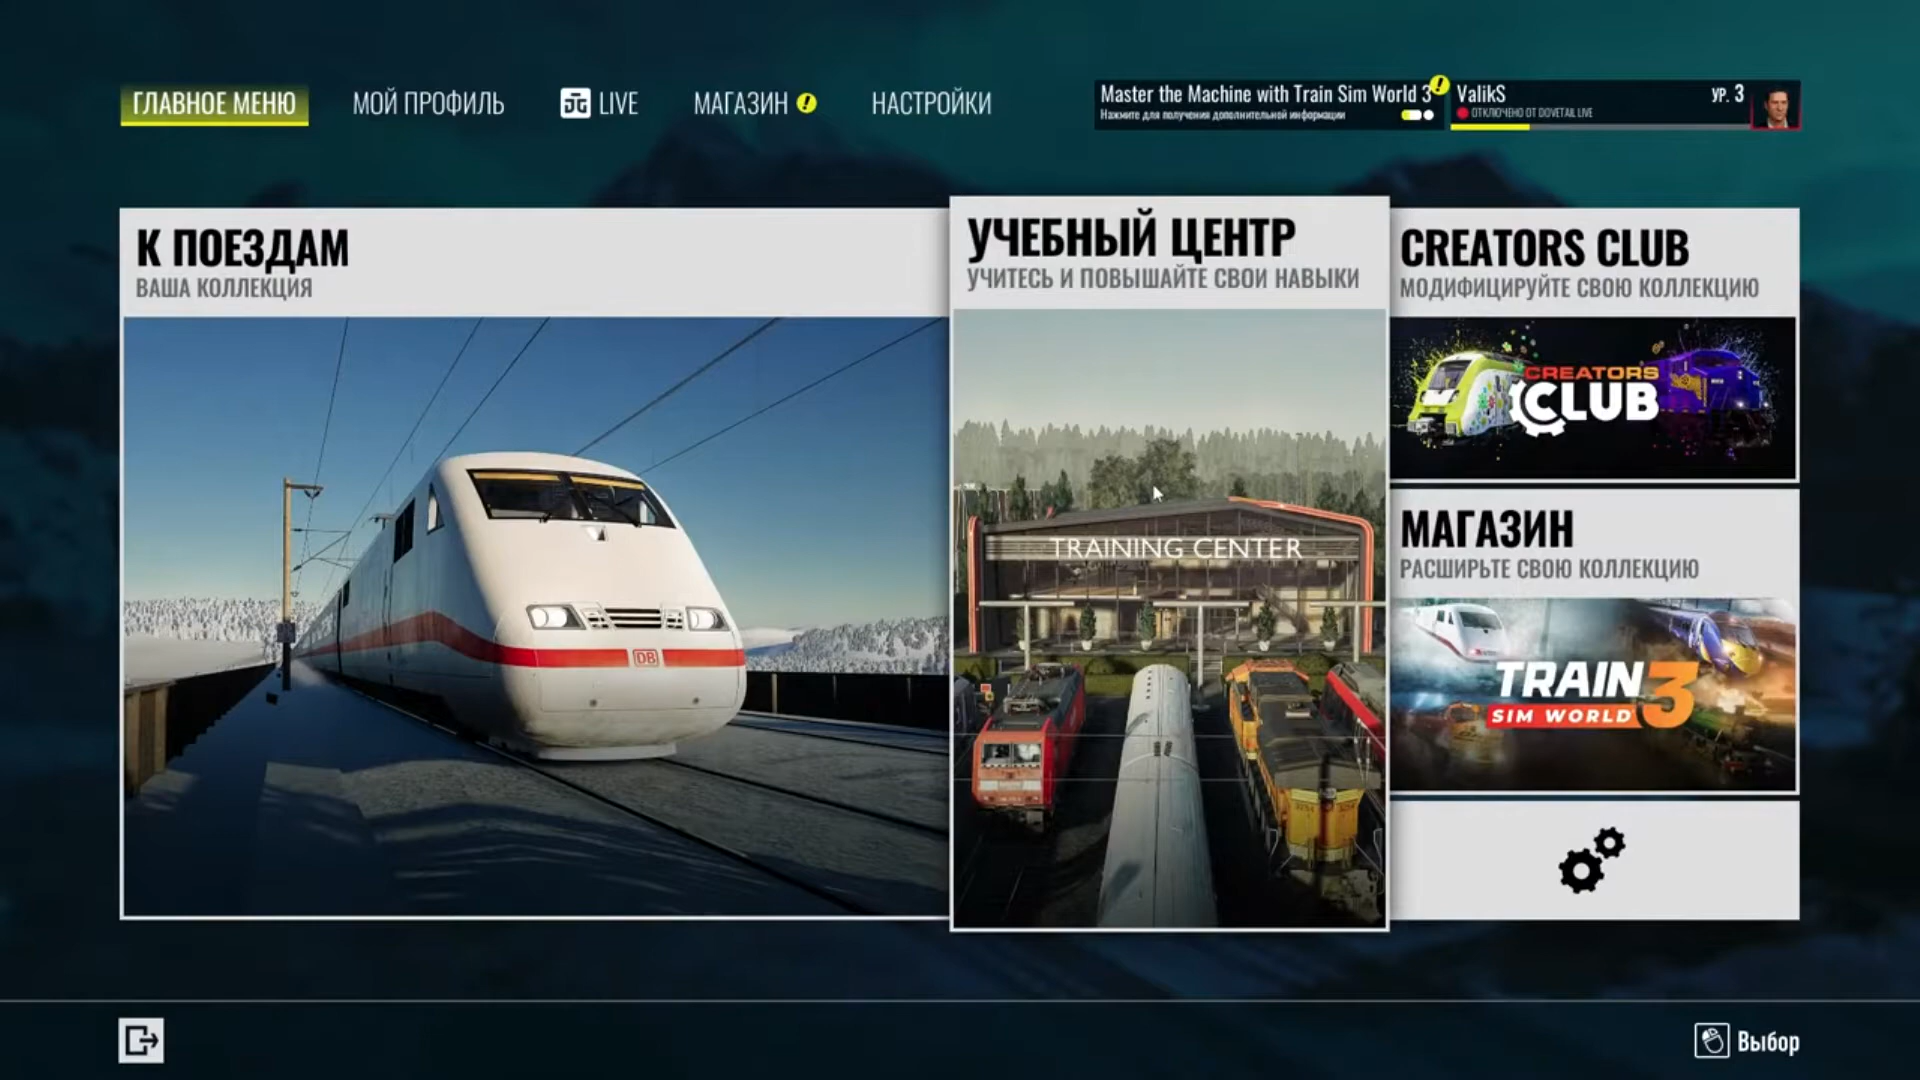 ГЛАВНОЕ МЕНЮ
МОЙ ПРОФИЛЬ
LIVE
МАГАЗИН !
НАСТРОЙКИ
Master the Machine with Train Sim World 3
Нажмите для получения дополнительной информации
!
ValikS
УР. 3
ОТКЛЮЧЕНО ОТ DOVETAIL LIVE
К ПОЕЗДАМ
ВАША КОЛЛЕКЦИЯ
DB
УЧЕБНЫЙ ЦЕНТР
УЧИТЕСЬ И ПОВЫШАЙТЕ СВОИ НАВЫКИ
TRAINING CENTER
CREATORS CLUB
МОДИФИЦИРУЙТЕ СВОЮ КОЛЛЕКЦИЮ
CREATORS
CLUB
МАГАЗИН
РАСШИРЬТЕ СВОЮ КОЛЛЕКЦИЮ
TRAIN 3
SIM WORLD
Выбор